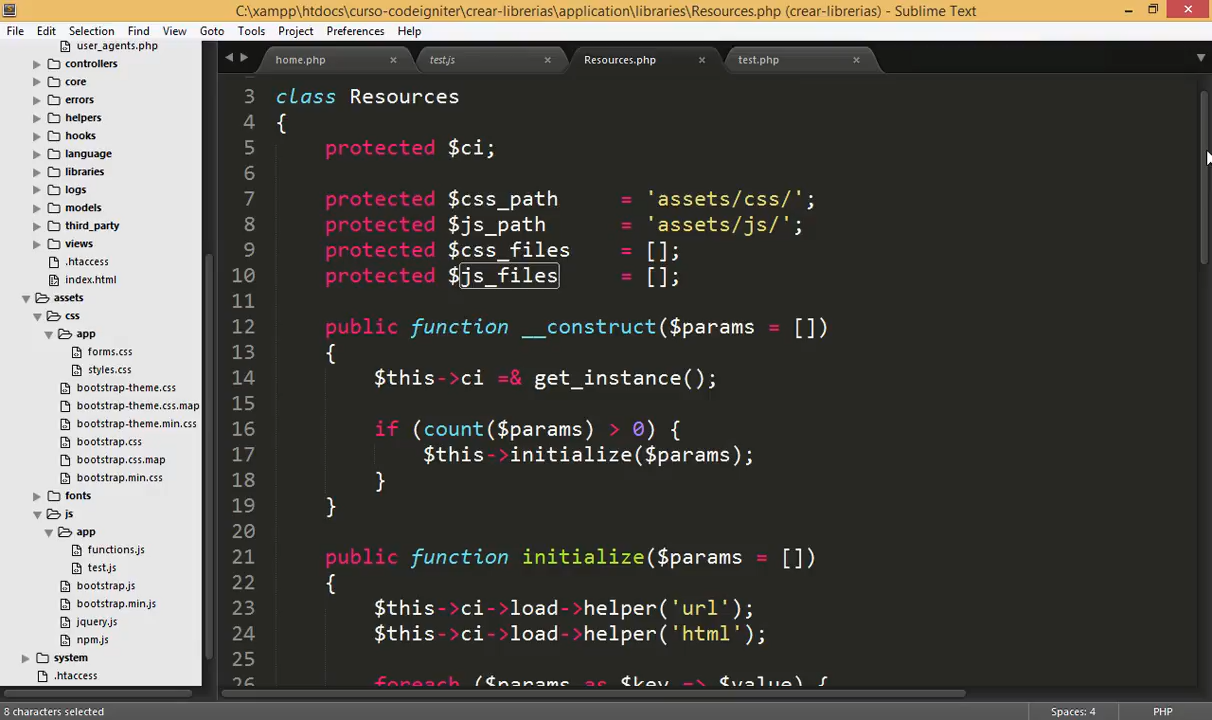 C:\xampp\htdocs\curso-codeigniter\crear-librerias\application\libraries\Resources.php (crear-librerias) - Sublime Text
File Edit Selection Find View Goto Tools Project Preferences Help
user_agents.php
controllers
core
errors
helpers
hooks
language
libraries
logs
models
third_party
views
.htaccess
index.html
assets
css
app
forms.css
styles.css
bootstrap-theme.css
bootstrap-theme.css.map
bootstrap-theme.min.css
bootstrap.css
bootstrap.css.map
bootstrap.min.css
fonts
js
app
functions.js
test.js
bootstrap.js
bootstrap.min.js
jquery.js
npm.js
system
.htaccess
home.php test.js Resources.php test.php
3 class Resources
4 {
5 protected $ci;
6
7 protected $css_path = 'assets/css/';
8 protected $js_path = 'assets/js/';
9 protected $css_files = [];
10 protected $js_files = [];
11
12 public function __construct($params = [])
13 {
14 $this->ci =& get_instance();
15
16 if (count($params) > 0) {
17 $this->initialize($params);
18 }
19 }
20
21 public function initialize($params = [])
22 {
23 $this->ci->load->helper('url');
24 $this->ci->load->helper('html');
25
26 foreach ($params as $key => $value) {
8 characters selected Spaces: 4 PHP